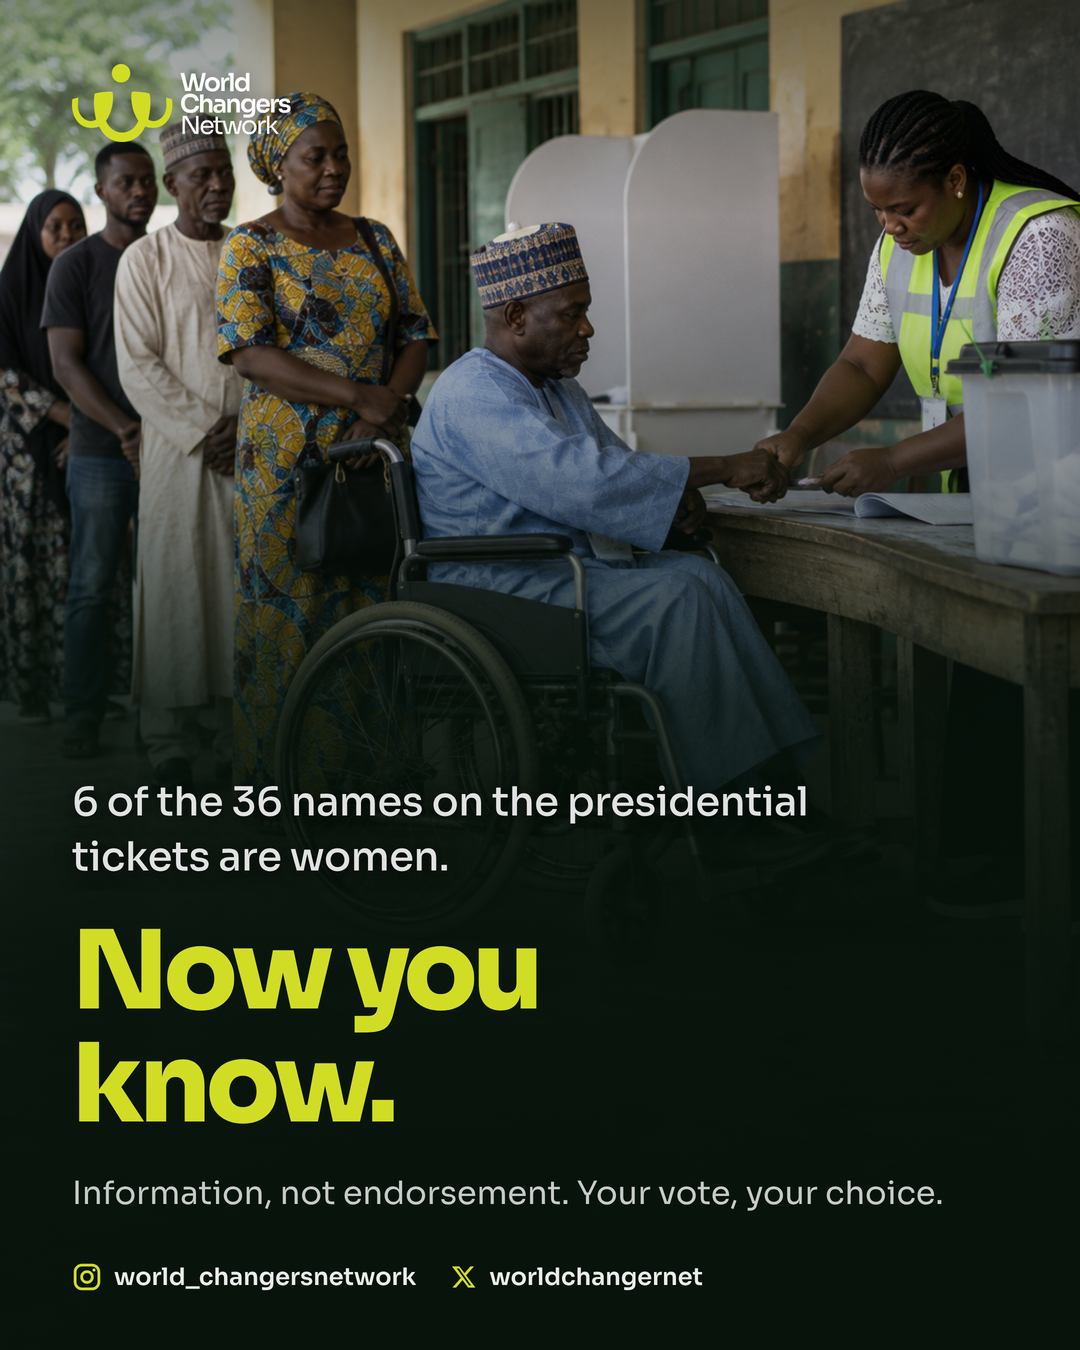 World
Changers
Network
6 of the 36 names on the presidential
tickets are women.
Now you
know.
Information, not endorsement. Your vote, your choice.
world_changersnetwork worldchangernet